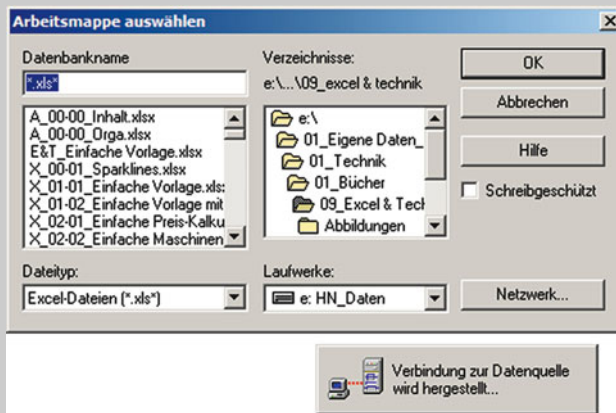 Arbeitsmappe auswählen
Datenbankname
*.xls*
A_00-00_Inhalt.xlsx
A_00-00_Orga.xlsx
E&T_Einfache Vorlage.xlsx
X_00-01_Sparklines.xlsx
X_01-01_Einfache Vorlage.xls:
X_01-02_Einfache Vorlage mit
X_02-01_Einfache Preis-Kalku
X_02-02_Einfache Maschinen
Dateityp:
Excel-Dateien (*.xls*)
Verzeichnisse:
e:\...\09_excel & technik
e:\
01_Eigene Daten_
01_Technik
01_Bücher
09_Excel & Tech
Abbildungen
Laufwerke:
e: HN_Daten
OK
Abbrechen
Hilfe
Schreibgeschützt
Netzwerk...
Verbindung zur Datenquelle
wird hergestellt...